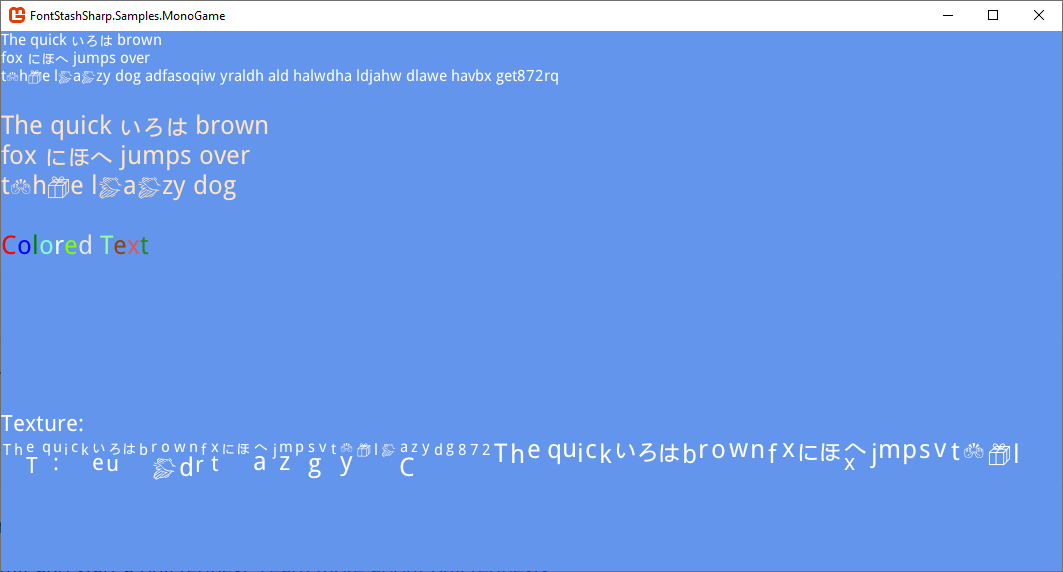 FontStashSharp.Samples.MonoGame
The quick いろは brown
fox にほへ jumps over
t🙌h🎁e l🐉a🐉zy dog adfasoqiw yraldh ald halwdha ldjahw dlawe havbx get872rq
The quick いろは brown
fox にほへ jumps over
t🙌h🎁e l🐉a🐉zy dog
Colored Text
Texture:
The quickいろはbrownfxにほへjmpsvt🙌🎁l🐉azydg872The quickいろはbrownfxにほへjmpsvt🙌🎁l
T : eu 🐉drt a z g y C x